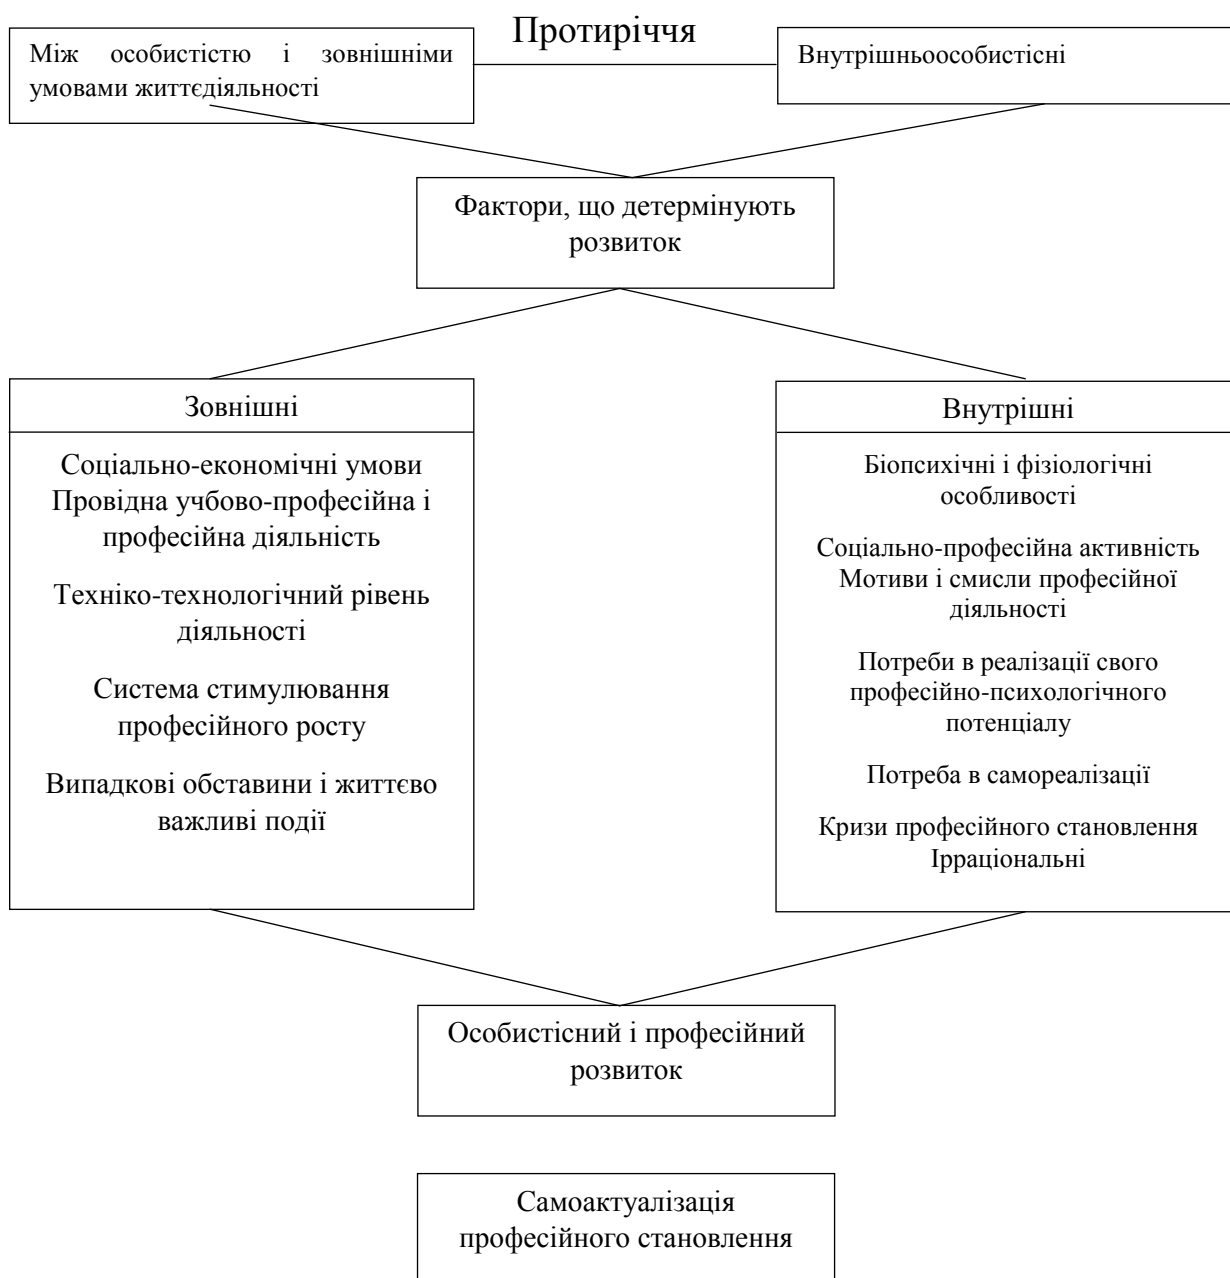 Протиріччя
Між особистістю і зовнішніми
умовами життєдіяльності
Внутрішньоособистісні
Фактори, що детермінують
розвиток
Зовнішні
Соціально-економічні умови
Провідна учбово-професійна і
професійна діяльність
Техніко-технологічний рівень
діяльності
Система стимулювання
професійного росту
Випадкові обставини і життєво
важливі події
Внутрішні
Біопсихічні і фізіологічні
особливості
Соціально-професійна активність
Мотиви і смисли професійної
діяльності
Потреби в реалізації свого
професійно-психологічного
потенціалу
Потреба в самореалізації
Кризи професійного становлення
Ірраціональні
Особистісний і професійний
розвиток
Самоактуалізація
професійного становлення